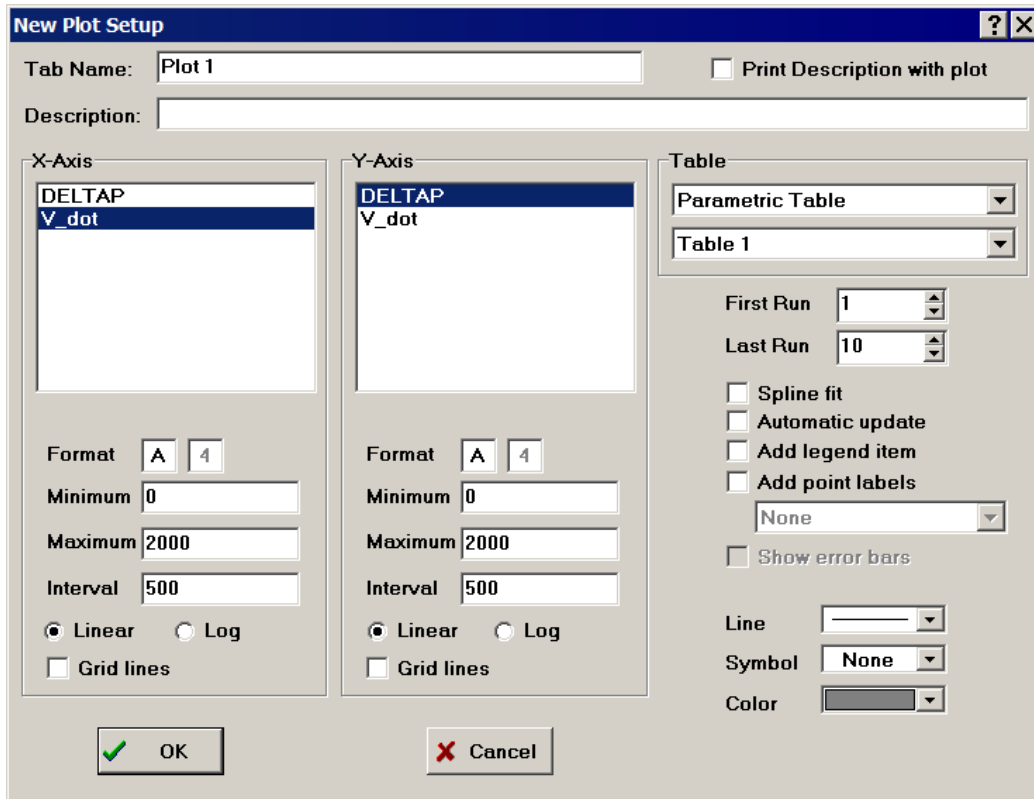 New Plot Setup
Tab Name: Plot 1
Print Description with plot
Description:
X-Axis
DELTAP
V_dot
Format A 4
Minimum 0
Maximum 2000
Interval 500
Linear Log
Grid lines
Y-Axis
DELTAP
V_dot
Format A 4
Minimum 0
Maximum 2000
Interval 500
Linear Log
Grid lines
Table
Parametric Table
Table 1
First Run 1
Last Run 10
Spline fit
Automatic update
Add legend item
Add point labels
None
Show error bars
Line
Symbol None
Color
OK
Cancel